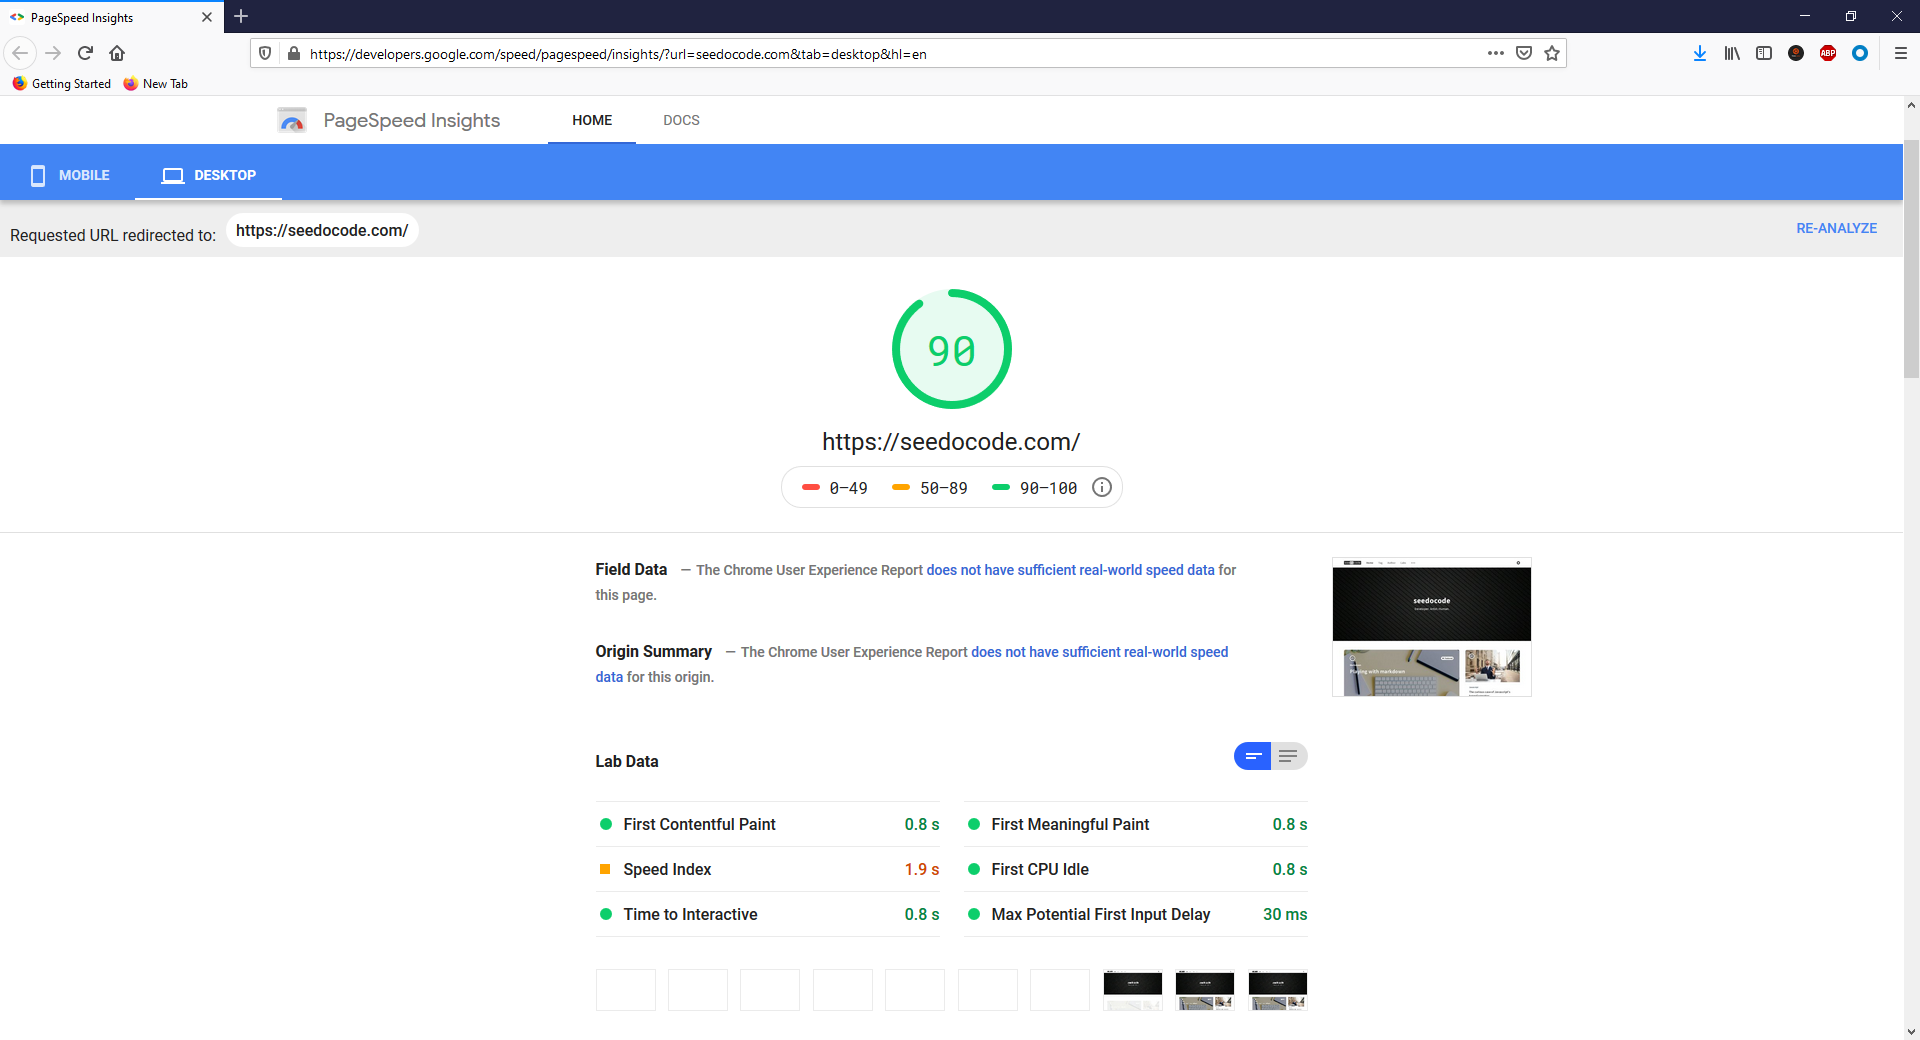 PageSpeed Insights
https://developers.google.com/speed/pagespeed/insights/?url=seedocode.com&tab=desktop&hl=en
ABP
Getting Started
New Tab
PageSpeed Insights
HOME
DOCS
MOBILE
DESKTOP
Requested URL redirected to:
https://seedocode.com/
RE-ANALYZE
90
https://seedocode.com/
0–49
50–89
90–100
Field Data — The Chrome User Experience Report does not have sufficient real-world speed data for
this page.
Origin Summary — The Chrome User Experience Report does not have sufficient real-world speed
data for this origin.
seedocode
Playing with markdown
Lab Data
First Contentful Paint 0.8 s
First Meaningful Paint 0.8 s
Speed Index 1.9 s
First CPU Idle 0.8 s
Time to Interactive 0.8 s
Max Potential First Input Delay 30 ms